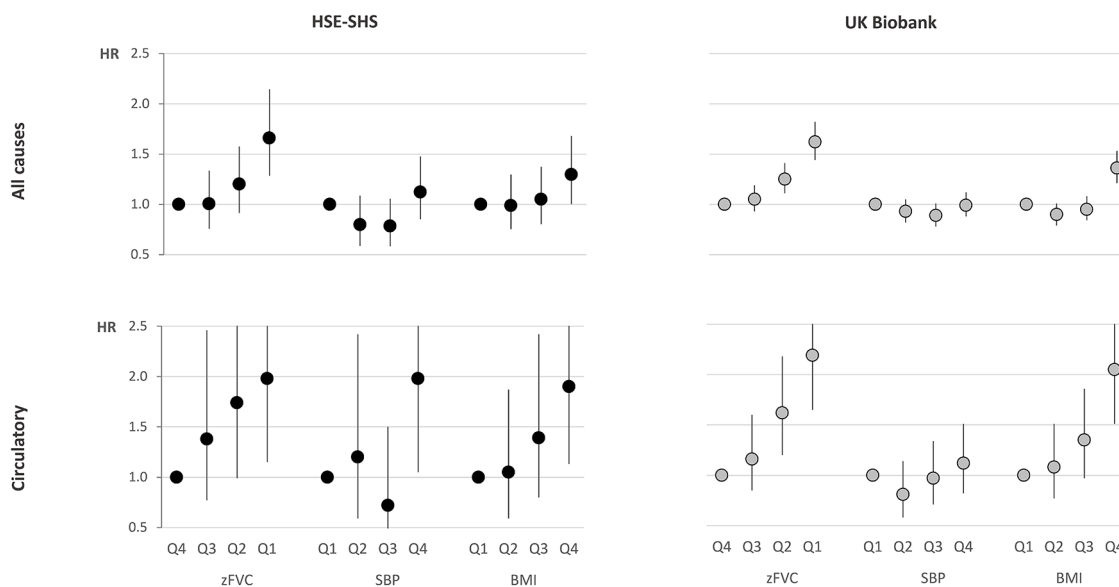 HSE-SHS UK Biobank
HR 2.5
2.0
1.5
1.0
0.5
All causes
HR 2.5
2.0
1.5
1.0
0.5
Circulatory
Q4 Q3 Q2 Q1 Q1 Q2 Q3 Q4 Q1 Q2 Q3 Q4 Q4 Q3 Q2 Q1 Q1 Q2 Q3 Q4 Q1 Q2 Q3 Q4
zFVC SBP BMI zFVC SBP BMI